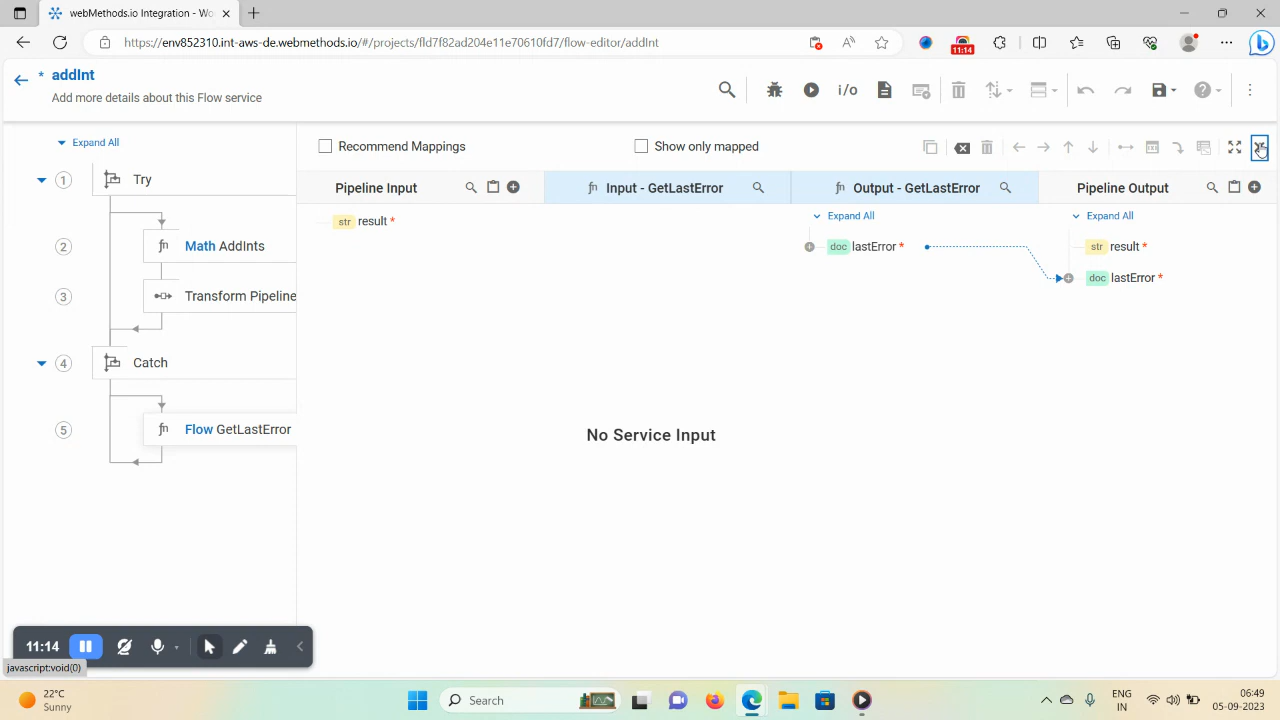 webMethods.io Integration - Wo
https://env852310.int-aws-de.webmethods.io/#/projects/fld7f82ad204e11e70610fd7/flow-editor/addInt
11:14
* addInt
Add more details about this Flow service
i/o
Expand All
Recommend Mappings
Show only mapped
1 Try
Pipeline Input
fn Input - GetLastError
fn Output - GetLastError
Pipeline Output
str result *
Expand All
Expand All
2 fn Math AddInts
doc lastError *
str result *
doc lastError *
3 Transform Pipeline
4 Catch
5 fn Flow GetLastError
No Service Input
11:14
javascript:void(0)
22°C
Sunny
Search
ENG
IN
06:49
05-09-2023